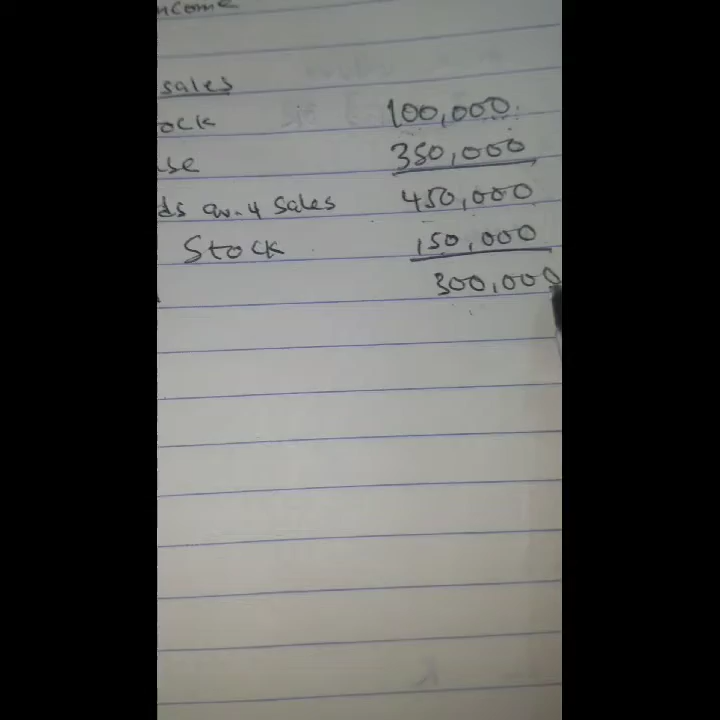 ncome
sales
ock 100,000
se 350,000
ds av. 4 sales 450,000
Stock 150,000
300,000